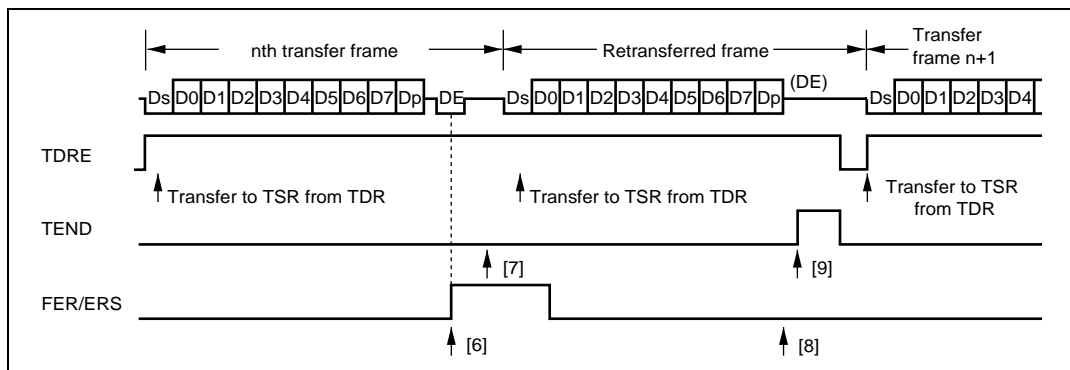 nth transfer frame
Retransferred frame
Transfer
frame n+1
Ds D0 D1 D2 D3 D4 D5 D6 D7 Dp DE
Ds D0 D1 D2 D3 D4 D5 D6 D7 Dp (DE)
Ds D0 D1 D2 D3 D4
TDRE
Transfer to TSR from TDR
Transfer to TSR from TDR
Transfer to TSR
from TDR
TEND
[7]
[9]
FER/ERS
[6]
[8]